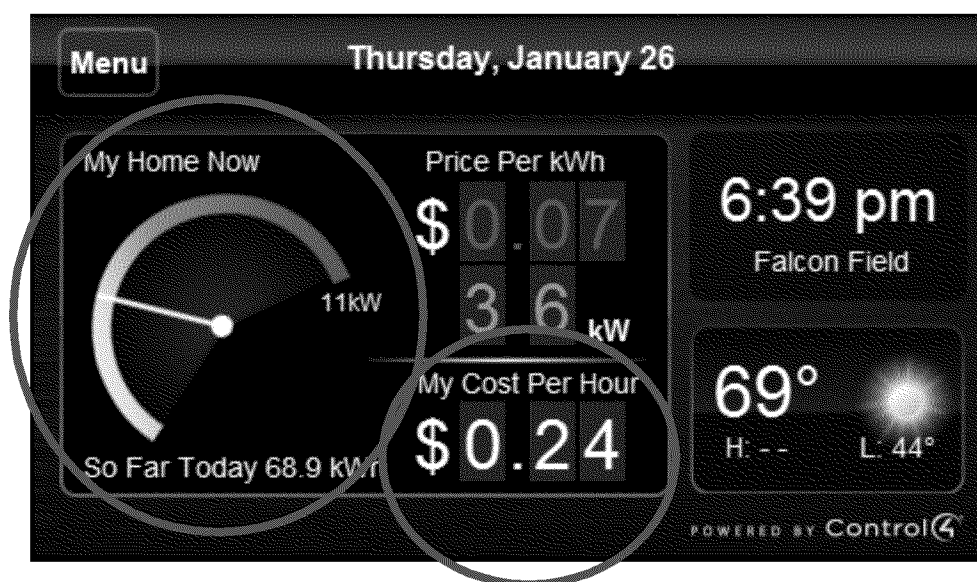 Menu
Thursday, January 26
My Home Now
11kW
So Far Today 68.9 kWh
Price Per kWh
$0.07
3 6 kW
My Cost Per Hour
$0.24
6:39 pm
Falcon Field
69°
H: - - L: 44°
POWERED BY Control4